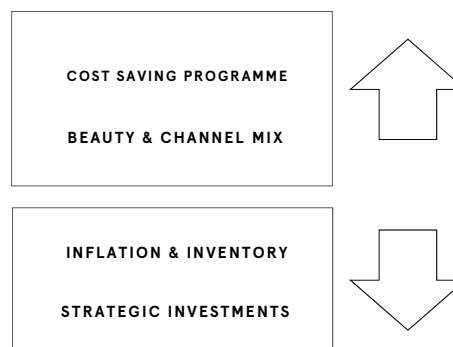 COST SAVING PROGRAMME
BEAUTY & CHANNEL MIX
INFLATION & INVENTORY
STRATEGIC INVESTMENTS